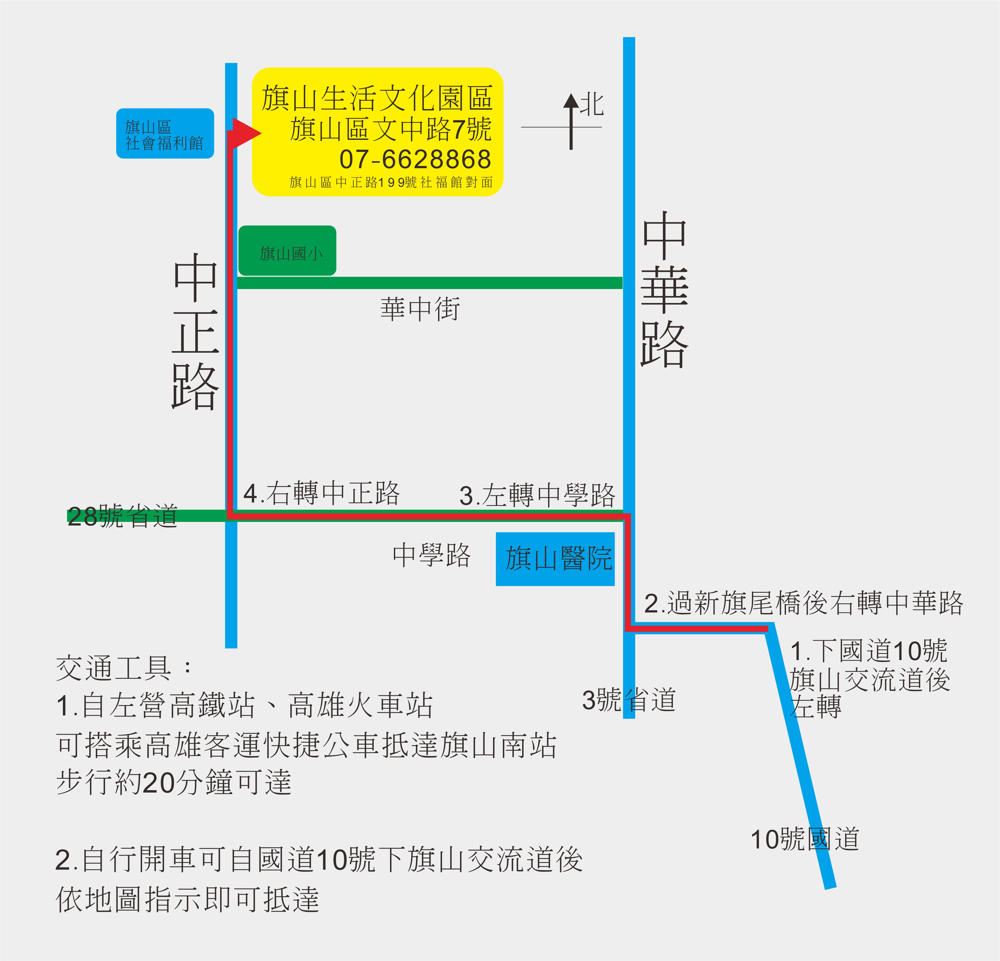 旗山生活文化園區
旗山區文中路7號
07-6628868
旗山區中正路199號社福館對面
北
旗山區
社會福利館
中華路
旗山國小
中正路
華中街
4.右轉中正路
3.左轉中學路
28號省道
中學路
旗山醫院
2.過新旗尾橋後右轉中華路
1.下國道10號
旗山交流道後
左轉
3號省道
10號國道
交通工具：
1.自左營高鐵站、高雄火車站
可搭乘高雄客運快捷公車抵達旗山南站
步行約20分鐘可達
2.自行開車可自國道10號下旗山交流道後
依地圖指示即可抵達